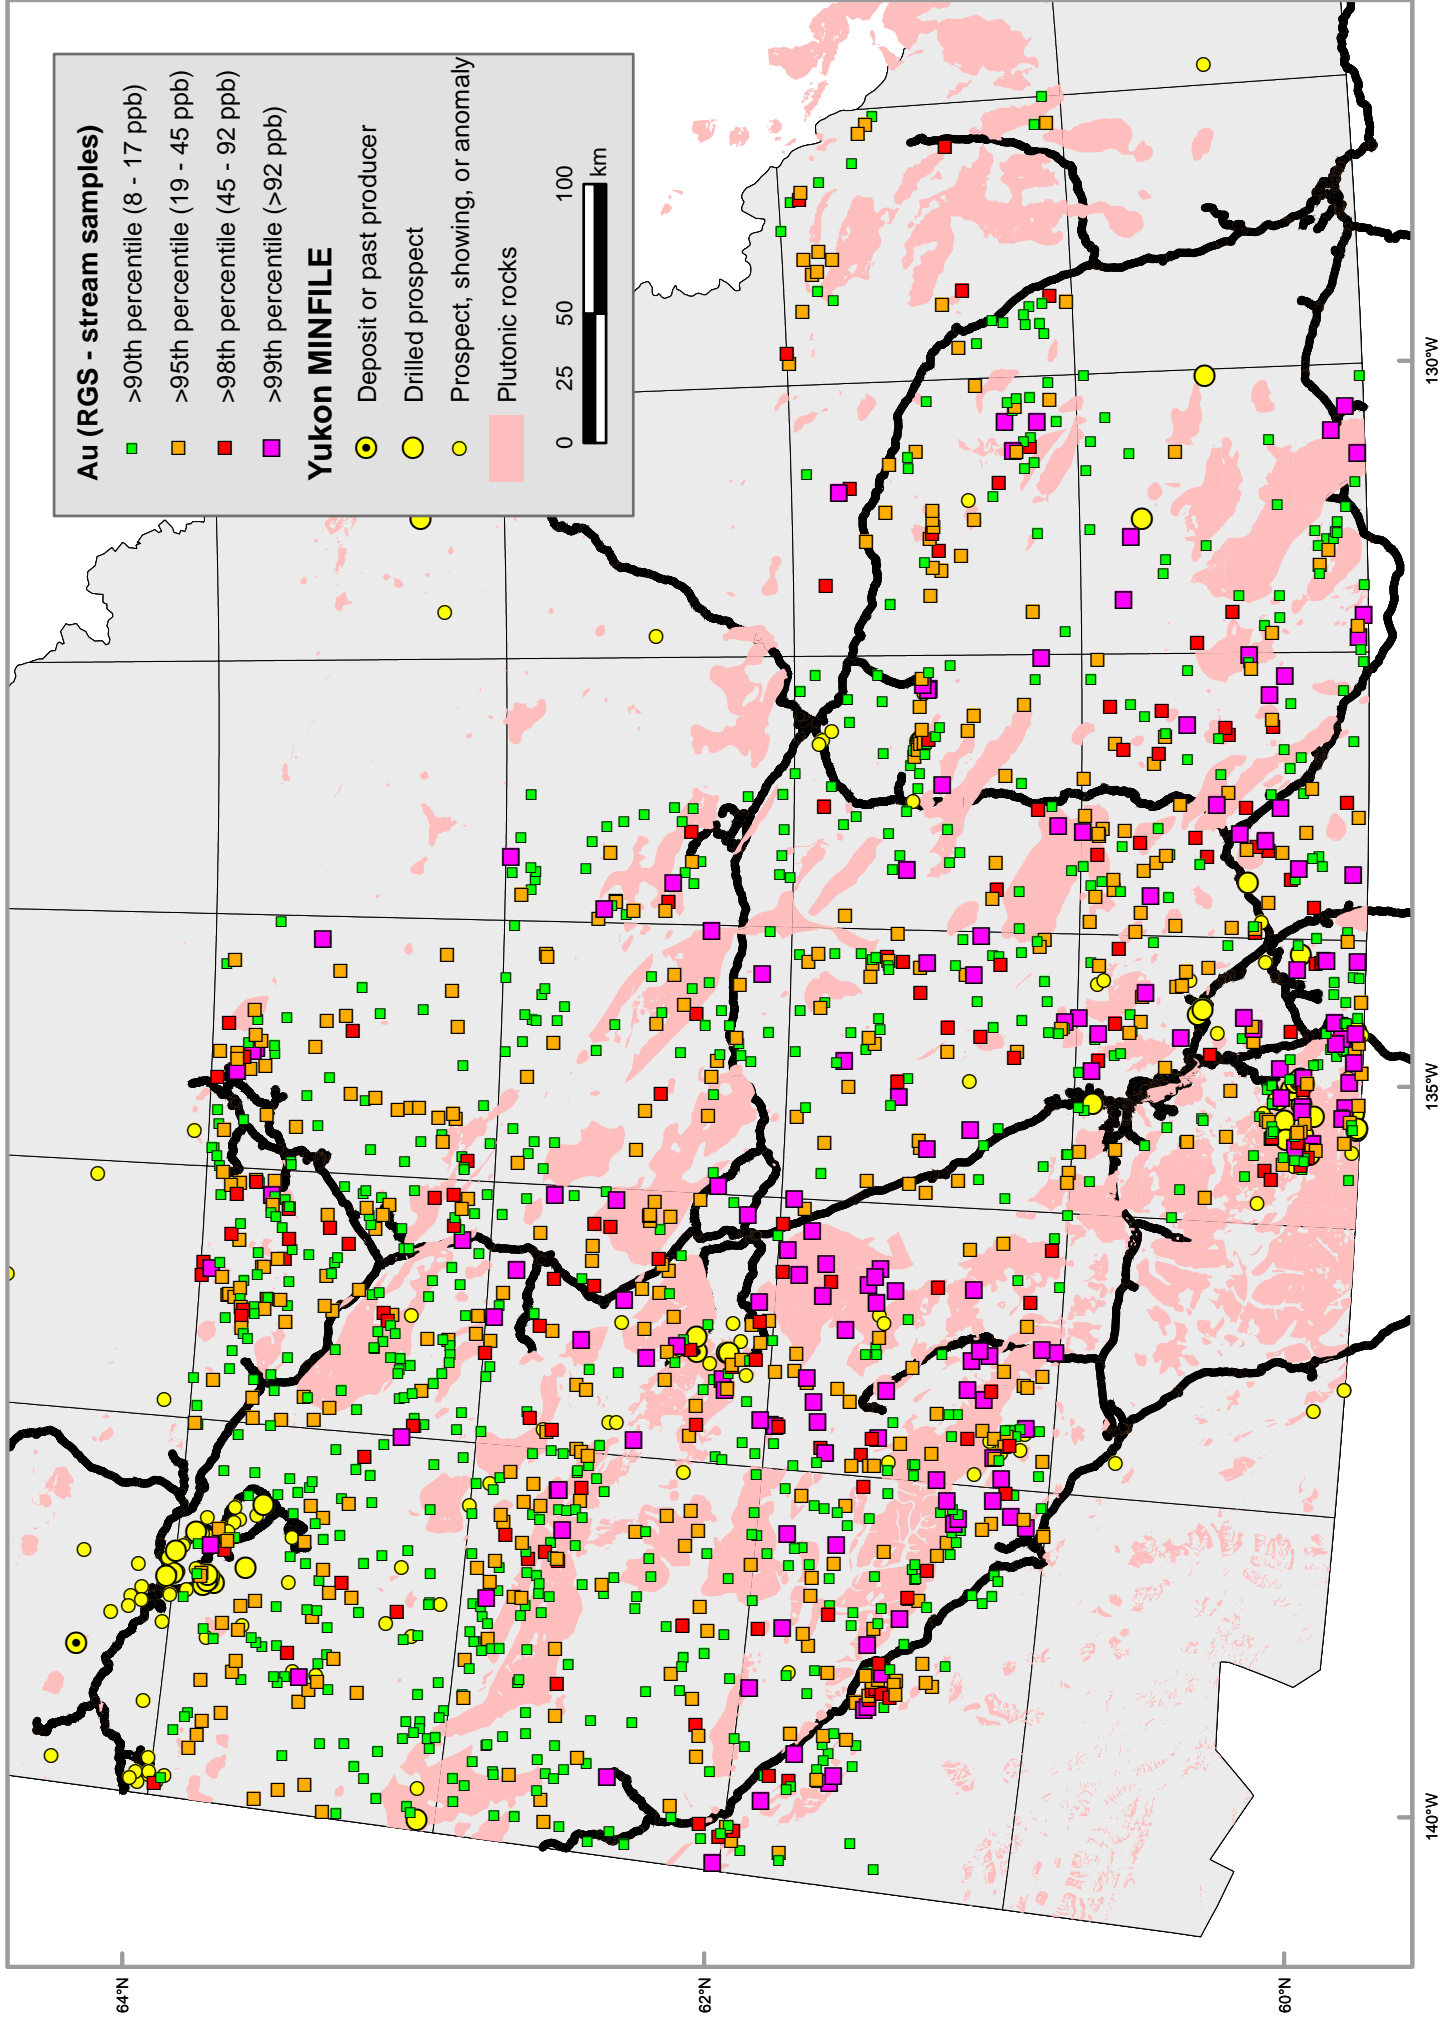 Au (RGS - stream samples)
>90th percentile (8 - 17 ppb)
>95th percentile (19 - 45 ppb)
>98th percentile (45 - 92 ppb)
>99th percentile (>92 ppb)
Yukon MINFILE
Deposit or past producer
Drilled prospect
Prospect, showing, or anomaly
Plutonic rocks
0 25 50 100
km
64°N
62°N
60°N
140°W
135°W
130°W